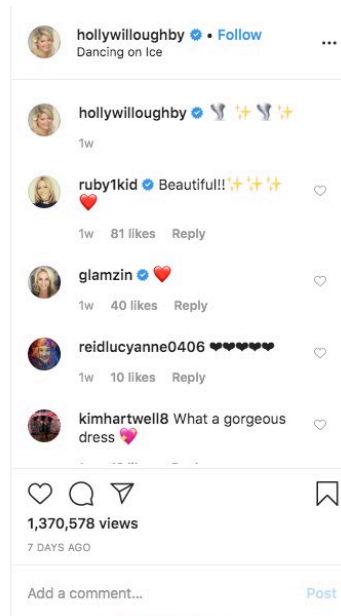 hollywilloughby • Follow
Dancing on Ice
...
hollywilloughby 🌪️✨🌪️✨
1w
ruby1kid Beautiful!!✨✨✨
❤️
1w 81 likes Reply
glamzin ❤️
1w 40 likes Reply
reidlucyanne0406 ❤❤❤❤❤
1w 10 likes Reply
kimhartwell8 What a gorgeous
dress 💖
1,370,578 views
7 DAYS AGO
Add a comment... Post